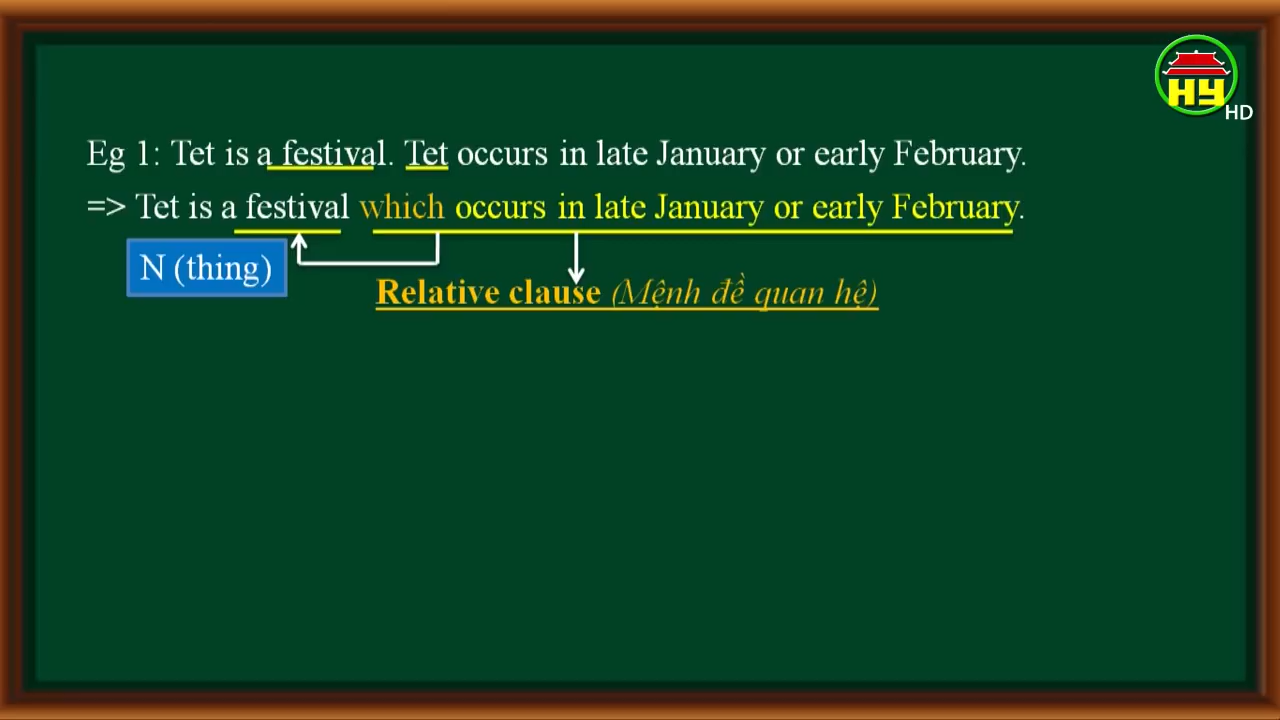 HY
HD
Eg 1: Tet is a festival. Tet occurs in late January or early February.
=> Tet is a festival which occurs in late January or early February.
N (thing)
Relative clause (Mệnh đề quan hệ)